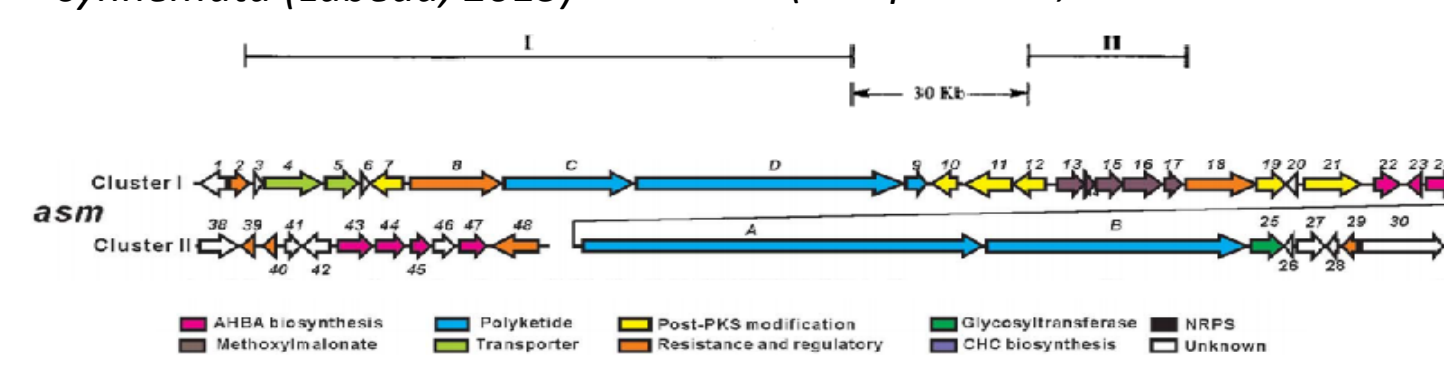 I II
30 Kb
1 2 3 4 5 6 7 8 C D 9 10 11 12 13 15 16 17 18 19 20 21 22 23
Cluster I
asm
38 39 41 43 44 46 47 48 A B 25 27 29 30
Cluster II
40 42 45 26 28
AHBA biosynthesis Polyketide Post-PKS modification Glycosyltransferase NRPS
Methoxylmalonate Transporter Resistance and regulatory CHC biosynthesis Unknown